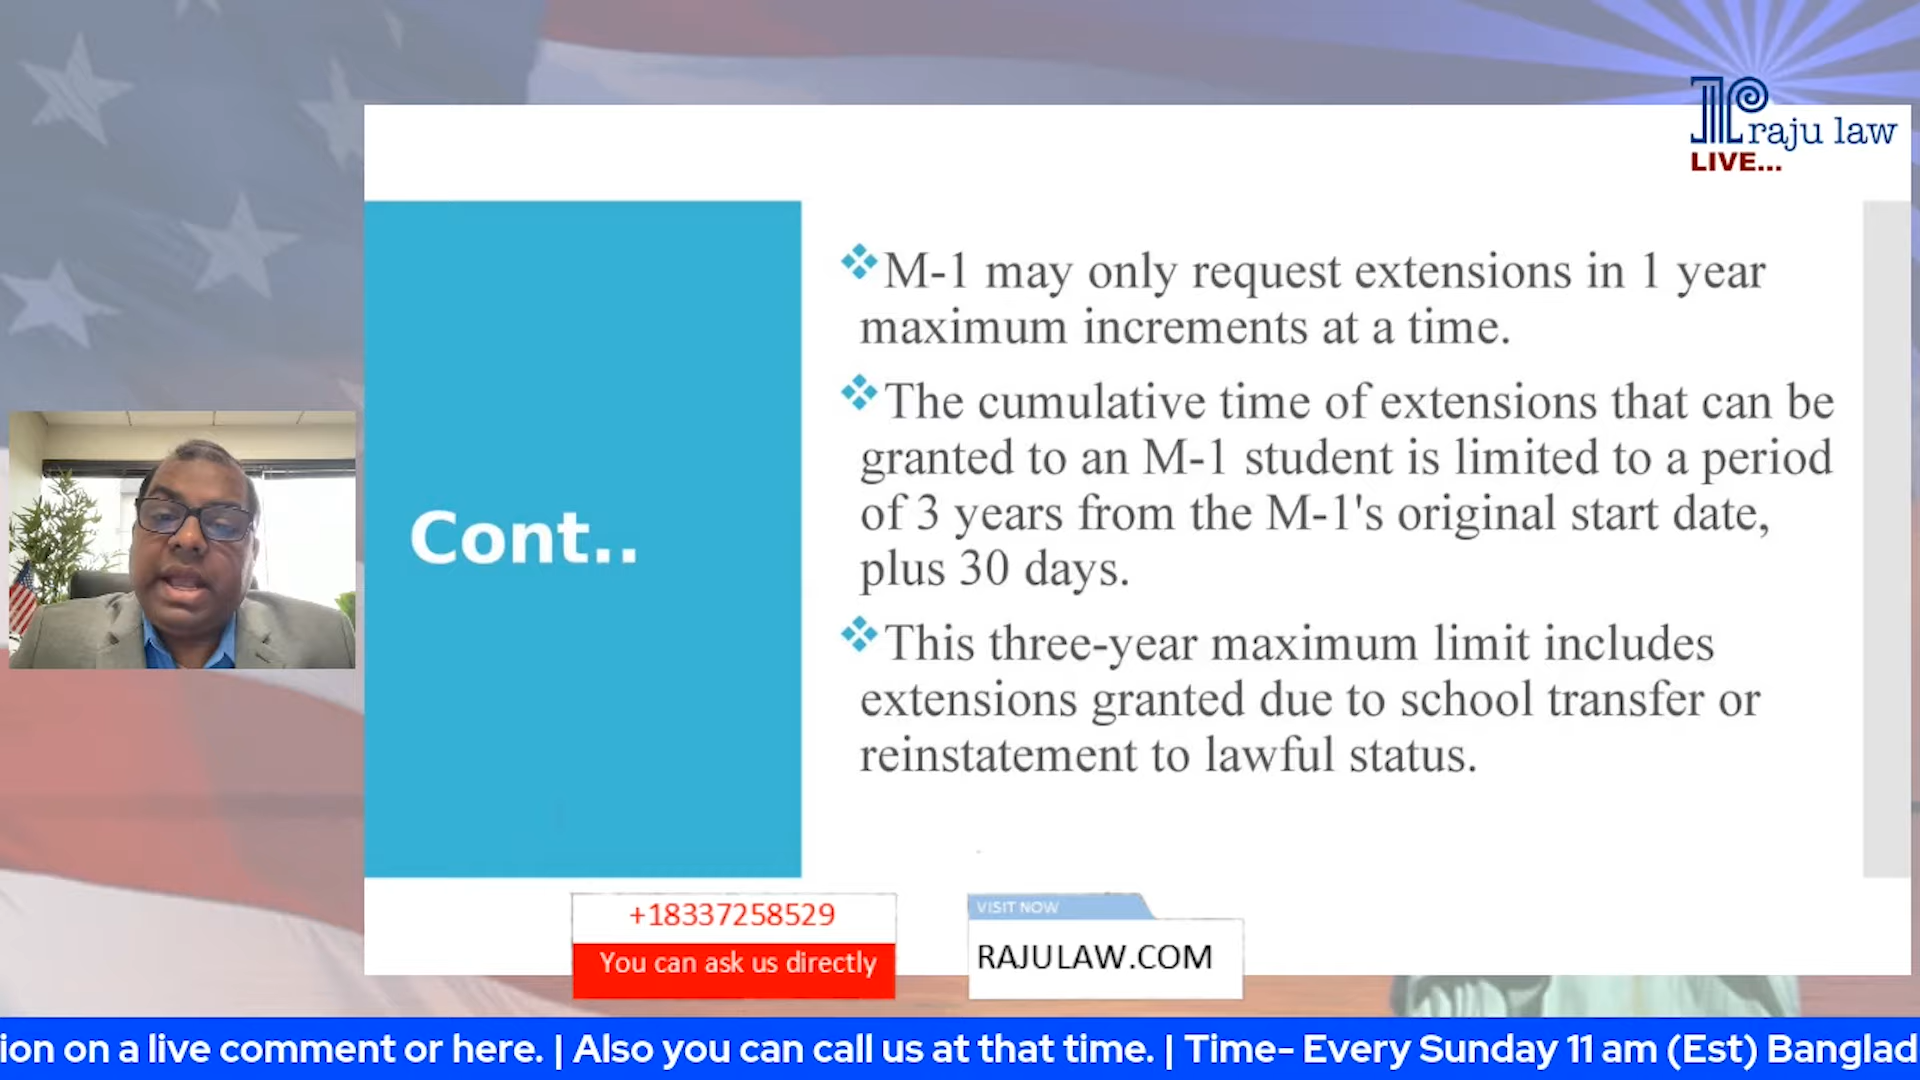 raju law
LIVE...
❖M-1 may only request extensions in 1 year
maximum increments at a time.
❖The cumulative time of extensions that can be
granted to an M-1 student is limited to a period
of 3 years from the M-1's original start date,
plus 30 days.
❖This three-year maximum limit includes
extensions granted due to school transfer or
reinstatement to lawful status.
Cont..
+18337258529
You can ask us directly
VISIT NOW
RAJULAW.COM
ion on a live comment or here. | Also you can call us at that time. | Time- Every Sunday 11 am (Est) Banglad